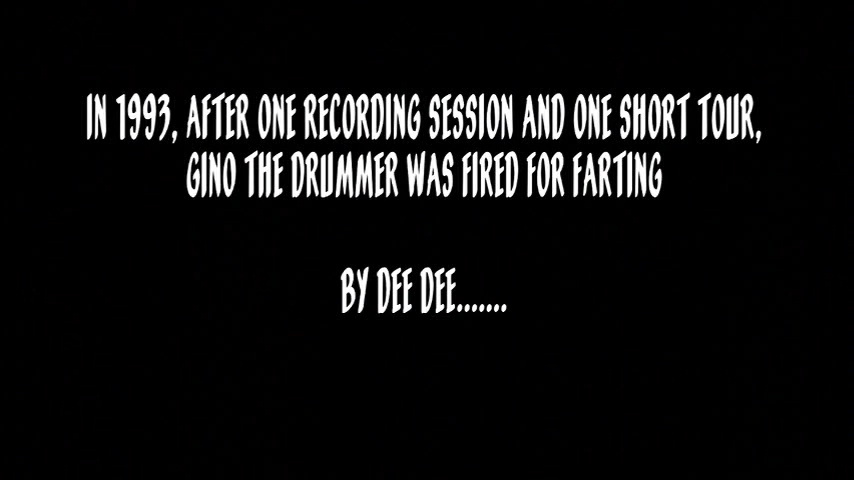 IN 1993, AFTER ONE RECORDING SESSION AND ONE SHORT TOUR,
GINO THE DRUMMER WAS FIRED FOR FARTING
BY DEE DEE.......